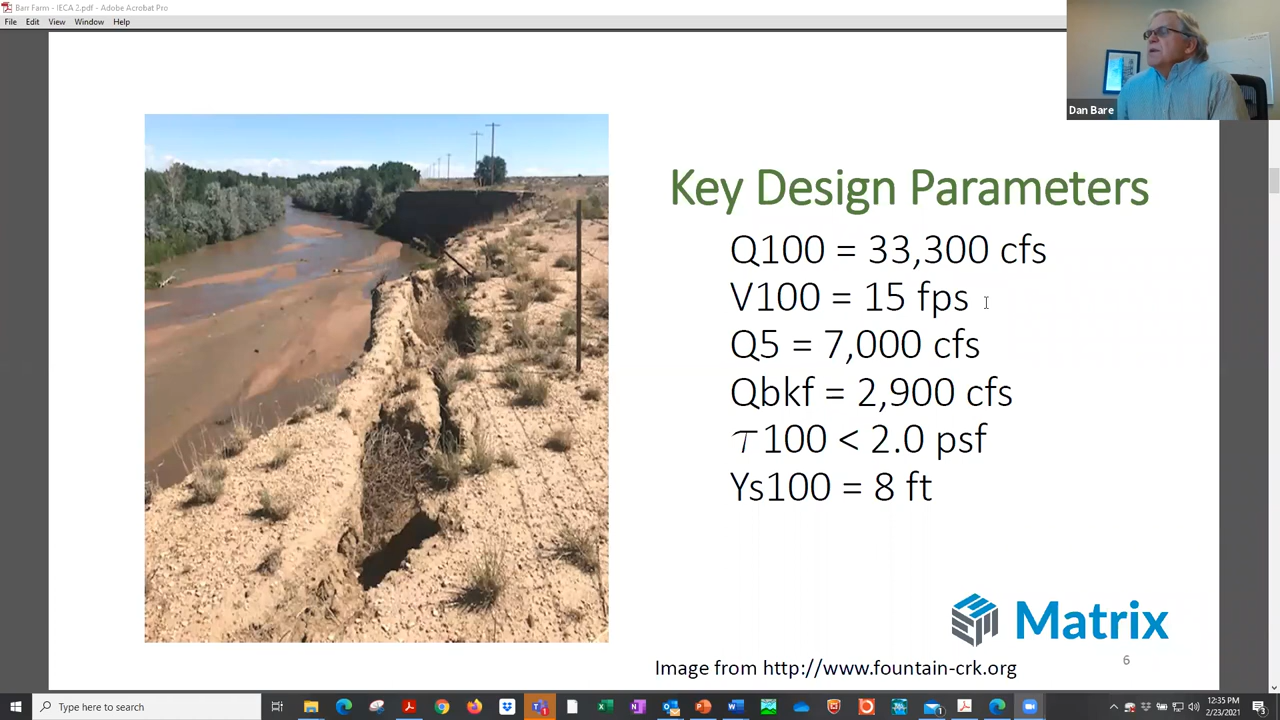 Barr Farm - IECA 2.pdf - Adobe Acrobat Pro
File Edit View Window Help
Dan Bare
Key Design Parameters
Q100 = 33,300 cfs
V100 = 15 fps
Q5 = 7,000 cfs
Qbkf = 2,900 cfs
τ100 < 2.0 psf
Ys100 = 8 ft
Matrix
Image from http://www.fountain-crk.org
6
Type here to search
12:35 PM
2/23/2021